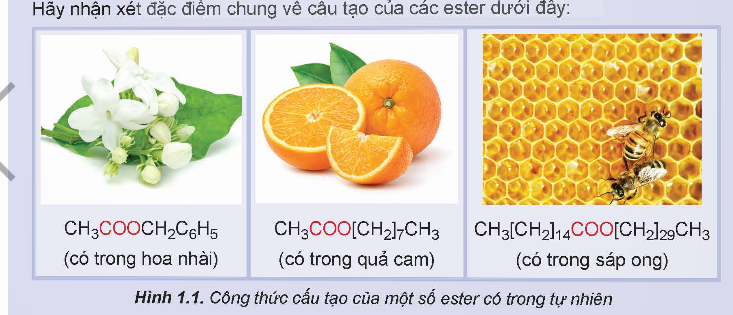 Hãy nhận xét đặc điểm chung về cấu tạo của các ester dưới đây:
CH₃COOCH₂C₆H₅
(có trong hoa nhài)
CH₃COO[CH₂]₇CH₃
(có trong quả cam)
CH₃[CH₂]₁₄COO[CH₂]₂₉CH₃
(có trong sáp ong)
Hình 1.1. Công thức cấu tạo của một số ester có trong tự nhiên